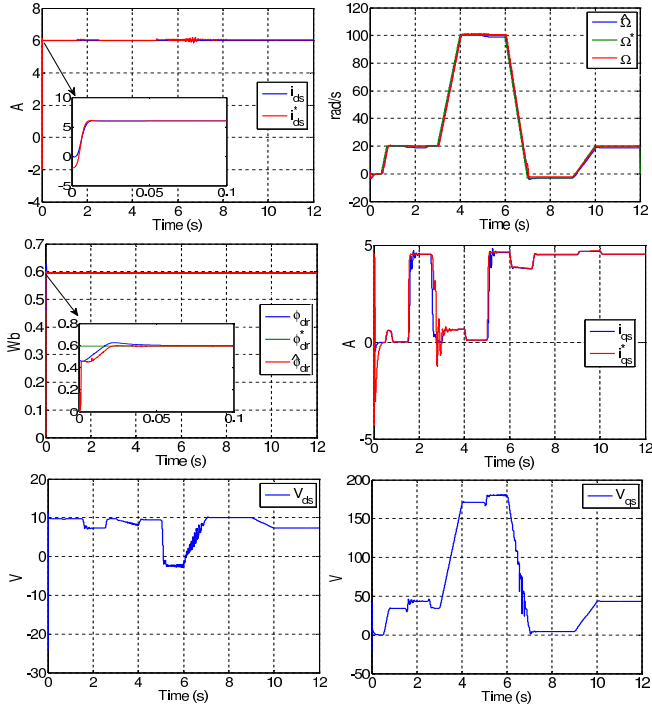 8
6
4
2
0
-2
-4
A
i_ds
i*_ds
10
5
0
-5
0
0.05
0.1
0 2 4 6 8 10 12
Time (s)
120
100
80
60
40
20
0
-20
rad/s
Ω̂
Ω*
Ω
0 2 4 6 8 10 12
Time (s)
0.7
0.6
0.5
0.4
0.3
0.2
0.1
0
Wb
ϕ_dr
ϕ*_dr
ϕ̂_dr
0.8
0.6
0.4
0.2
0
0
0.05
0.1
0 2 4 6 8 10 12
Time (s)
5
0
-5
A
i_qs
i*_qs
0 2 4 6 8 10 12
Time (s)
20
10
0
-10
-20
-30
V
V_ds
0 2 4 6 8 10 12
Time (s)
200
150
100
50
0
-50
V
V_qs
0 2 4 6 8 10 12
Time (s)